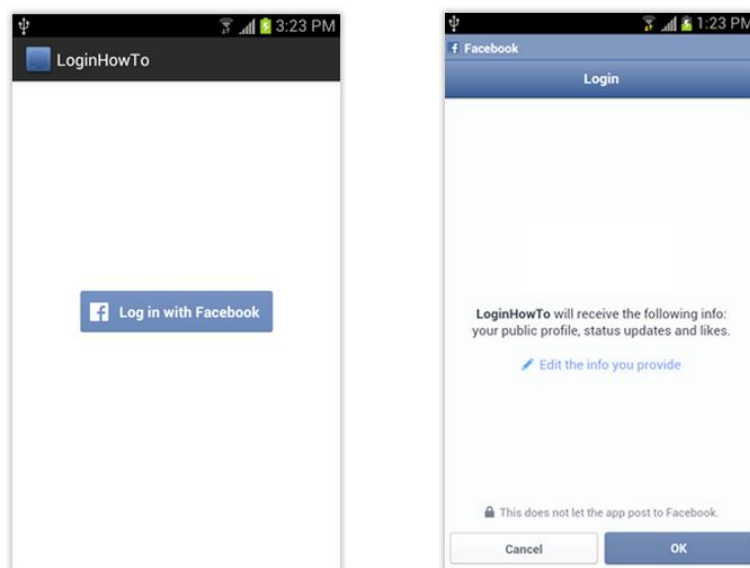 3:23 PM
LoginHowTo
Log in with Facebook
1:23 PM
Facebook
Login
LoginHowTo will receive the following info:
your public profile, status updates and likes.
Edit the info you provide
This does not let the app post to Facebook.
Cancel
OK